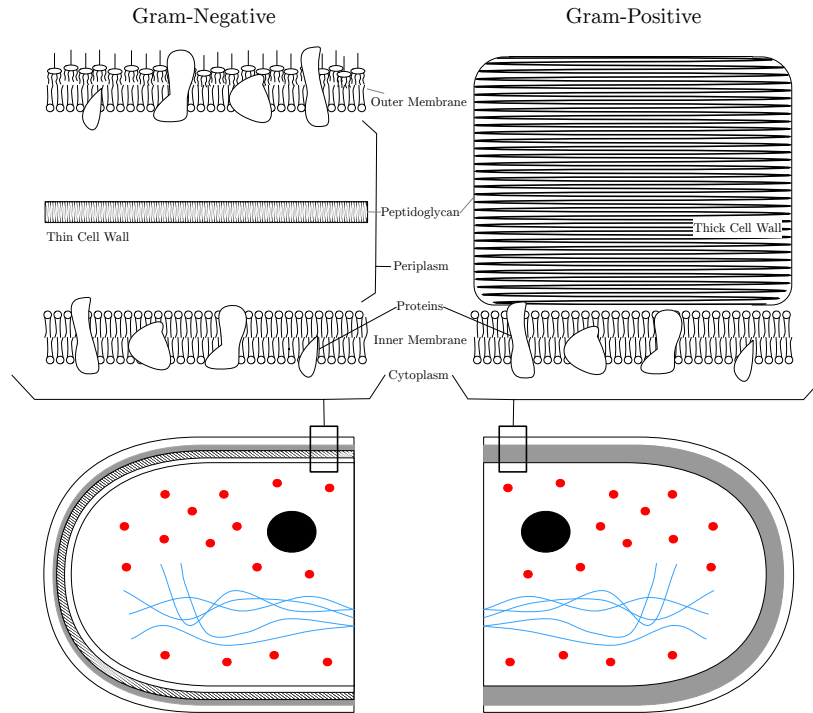 Gram-Negative
Gram-Positive
Outer Membrane
Peptidoglycan
Thick Cell Wall
Thin Cell Wall
Periplasm
Proteins
Inner Membrane
Cytoplasm